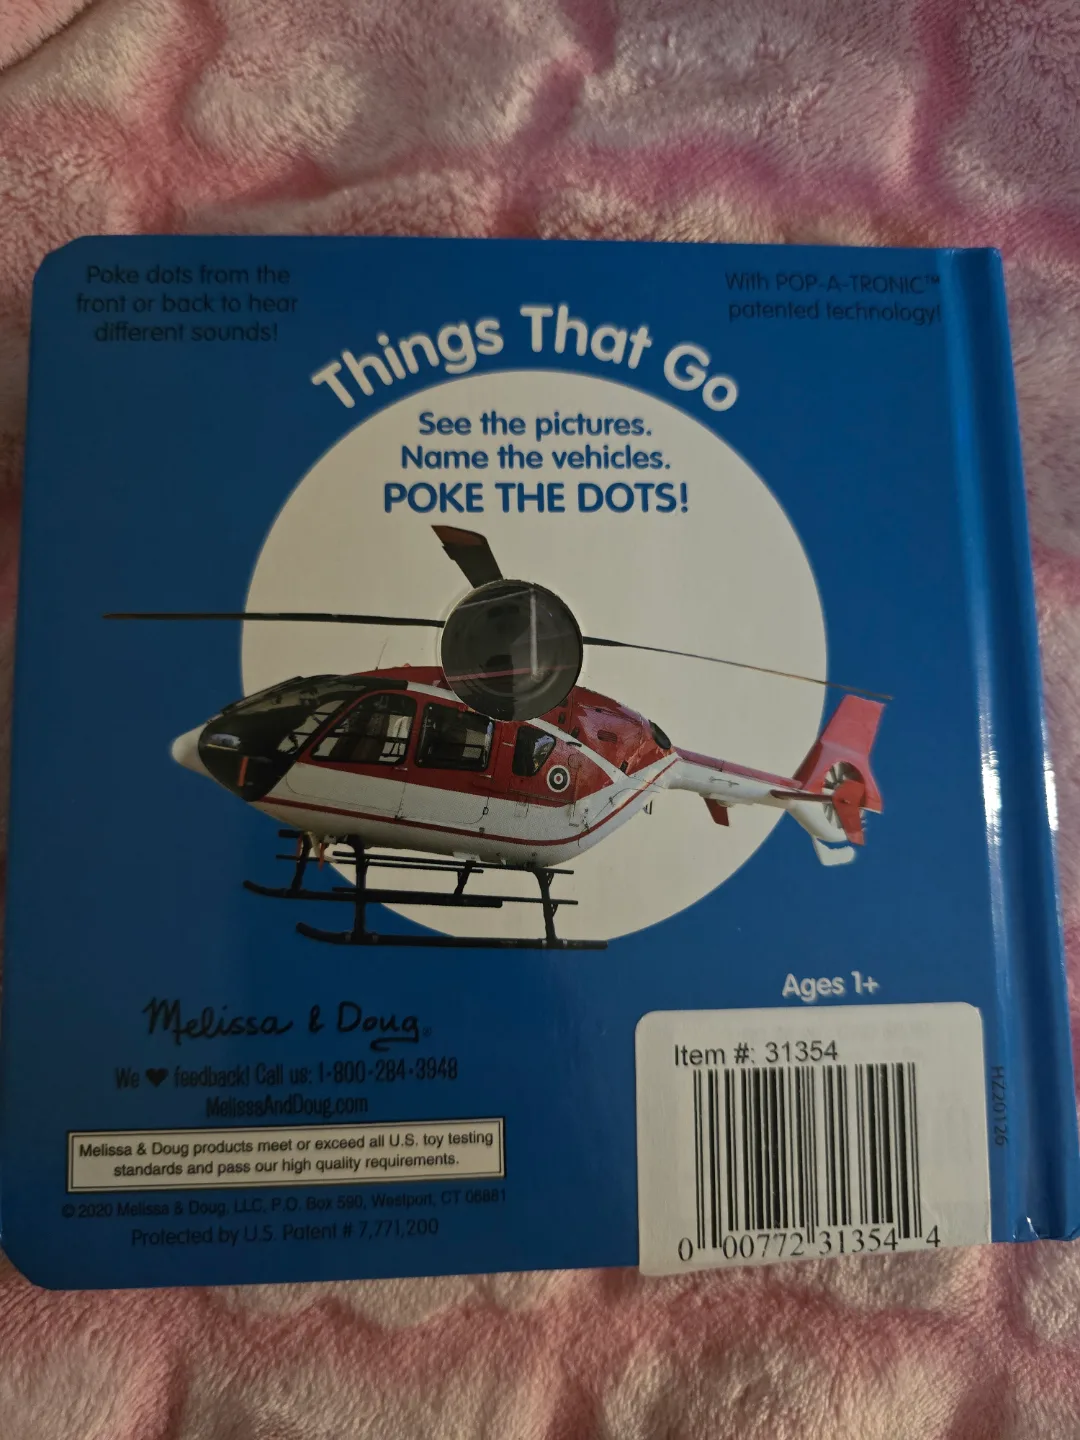 Poke dots from the
front or back to hear
different sounds!
With POP-A-TRONIC™
patented technology!
Things That Go
See the pictures.
Name the vehicles.
POKE THE DOTS!
Ages 1+
Melissa & Doug®
We ♥ feedback! Call us: 1-800-284-3948
MelissaAndDoug.com
Melissa & Doug products meet or exceed all U.S. toy testing
standards and pass our high quality requirements.
© 2020 Melissa & Doug, LLC, P.O. Box 590, Westport, CT 06881
Protected by U.S. Patent # 7,771,200
Item #: 31354
0 00772 31354 4
HZ20126